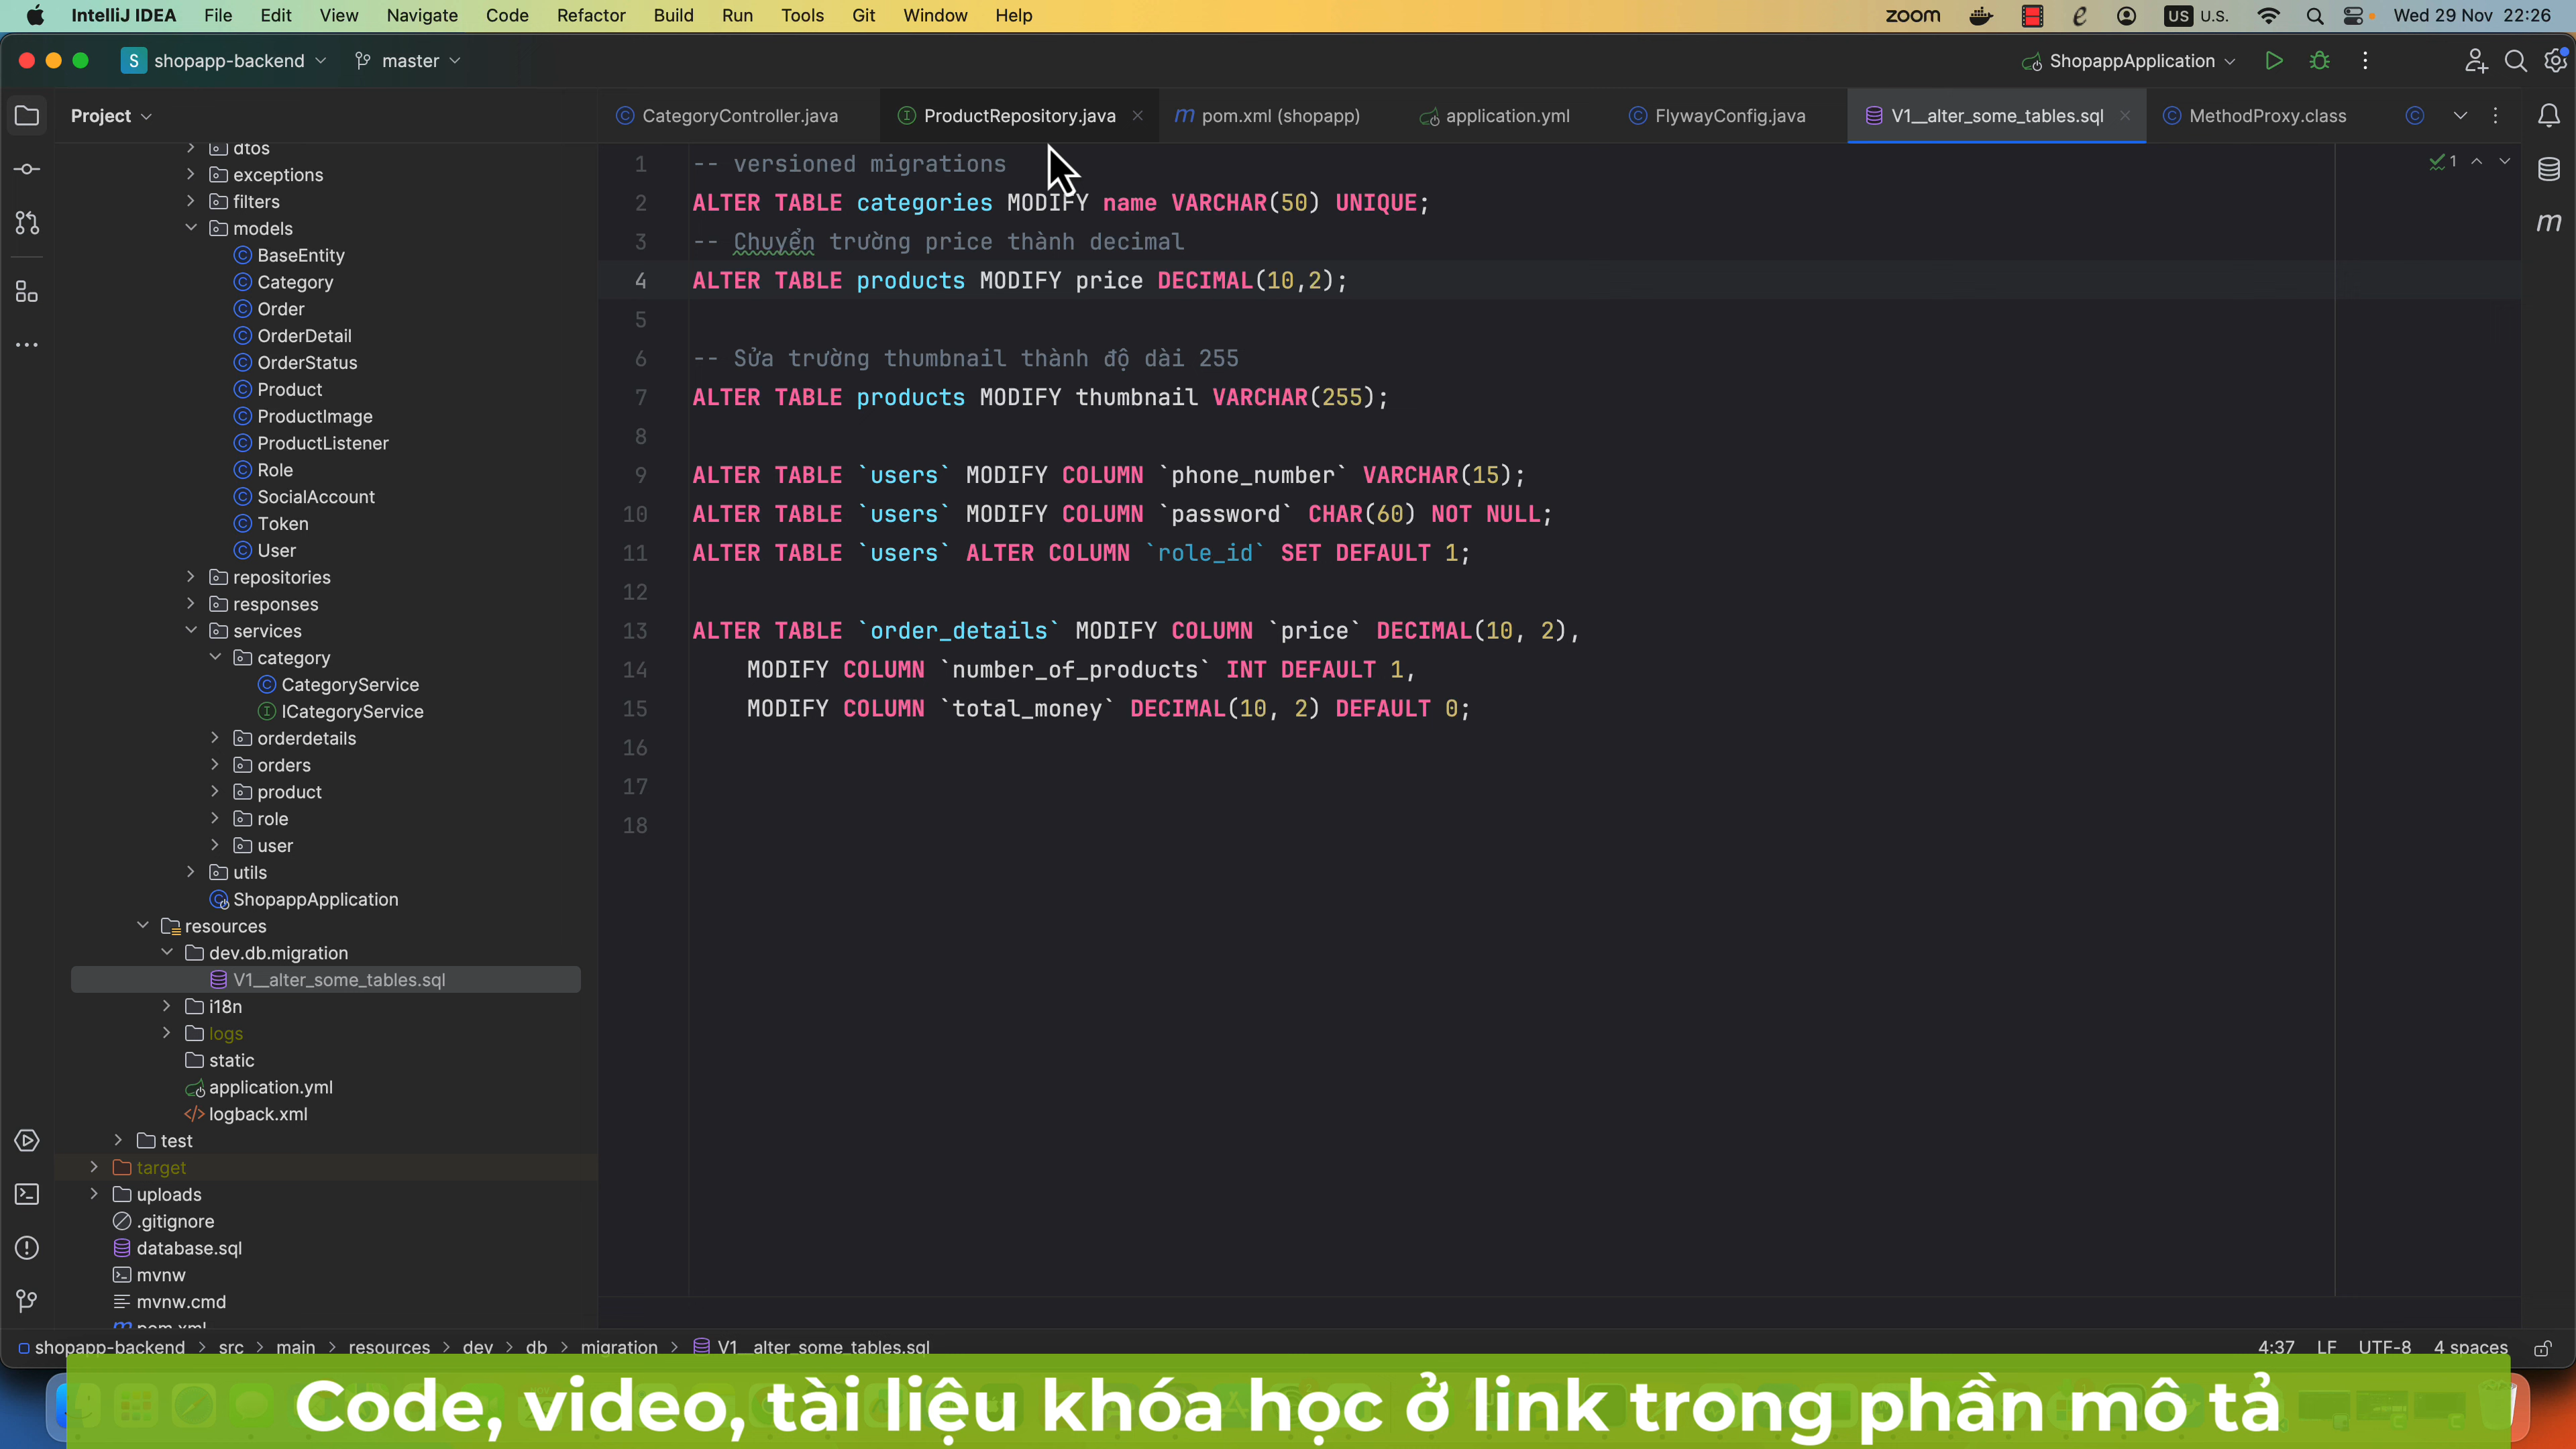 IntelliJ IDEA File Edit View Navigate Code Refactor Build Run Tools Git Window Help zoom US U.S. Wed 29 Nov 22:26
S shopapp-backend master ShopappApplication
Project
CategoryController.java ProductRepository.java m pom.xml (shopapp) application.yml FlywayConfig.java V1__alter_some_tables.sql MethodProxy.class
dtos
exceptions
filters
models
BaseEntity
Category
Order
OrderDetail
OrderStatus
Product
ProductImage
ProductListener
Role
SocialAccount
Token
User
repositories
responses
services
category
CategoryService
ICategoryService
orderdetails
orders
product
role
user
utils
ShopappApplication
resources
dev.db.migration
V1__alter_some_tables.sql
i18n
logs
static
application.yml
logback.xml
test
target
uploads
.gitignore
database.sql
mvnw
mvnw.cmd
pom.xml
1 -- versioned migrations
2 ALTER TABLE categories MODIFY name VARCHAR(50) UNIQUE;
3 -- Chuyển trường price thành decimal
4 ALTER TABLE products MODIFY price DECIMAL(10,2);
5
6 -- Sửa trường thumbnail thành độ dài 255
7 ALTER TABLE products MODIFY thumbnail VARCHAR(255);
8
9 ALTER TABLE `users` MODIFY COLUMN `phone_number` VARCHAR(15);
10 ALTER TABLE `users` MODIFY COLUMN `password` CHAR(60) NOT NULL;
11 ALTER TABLE `users` ALTER COLUMN `role_id` SET DEFAULT 1;
12
13 ALTER TABLE `order_details` MODIFY COLUMN `price` DECIMAL(10, 2),
14 MODIFY COLUMN `number_of_products` INT DEFAULT 1,
15 MODIFY COLUMN `total_money` DECIMAL(10, 2) DEFAULT 0;
16
17
18
1
m
shopapp-backend > src > main > resources > dev > db > migration > V1__alter_some_tables.sql 4:37 LF UTF-8 4 spaces
Code, video, tài liệu khóa học ở link trong phần mô tả